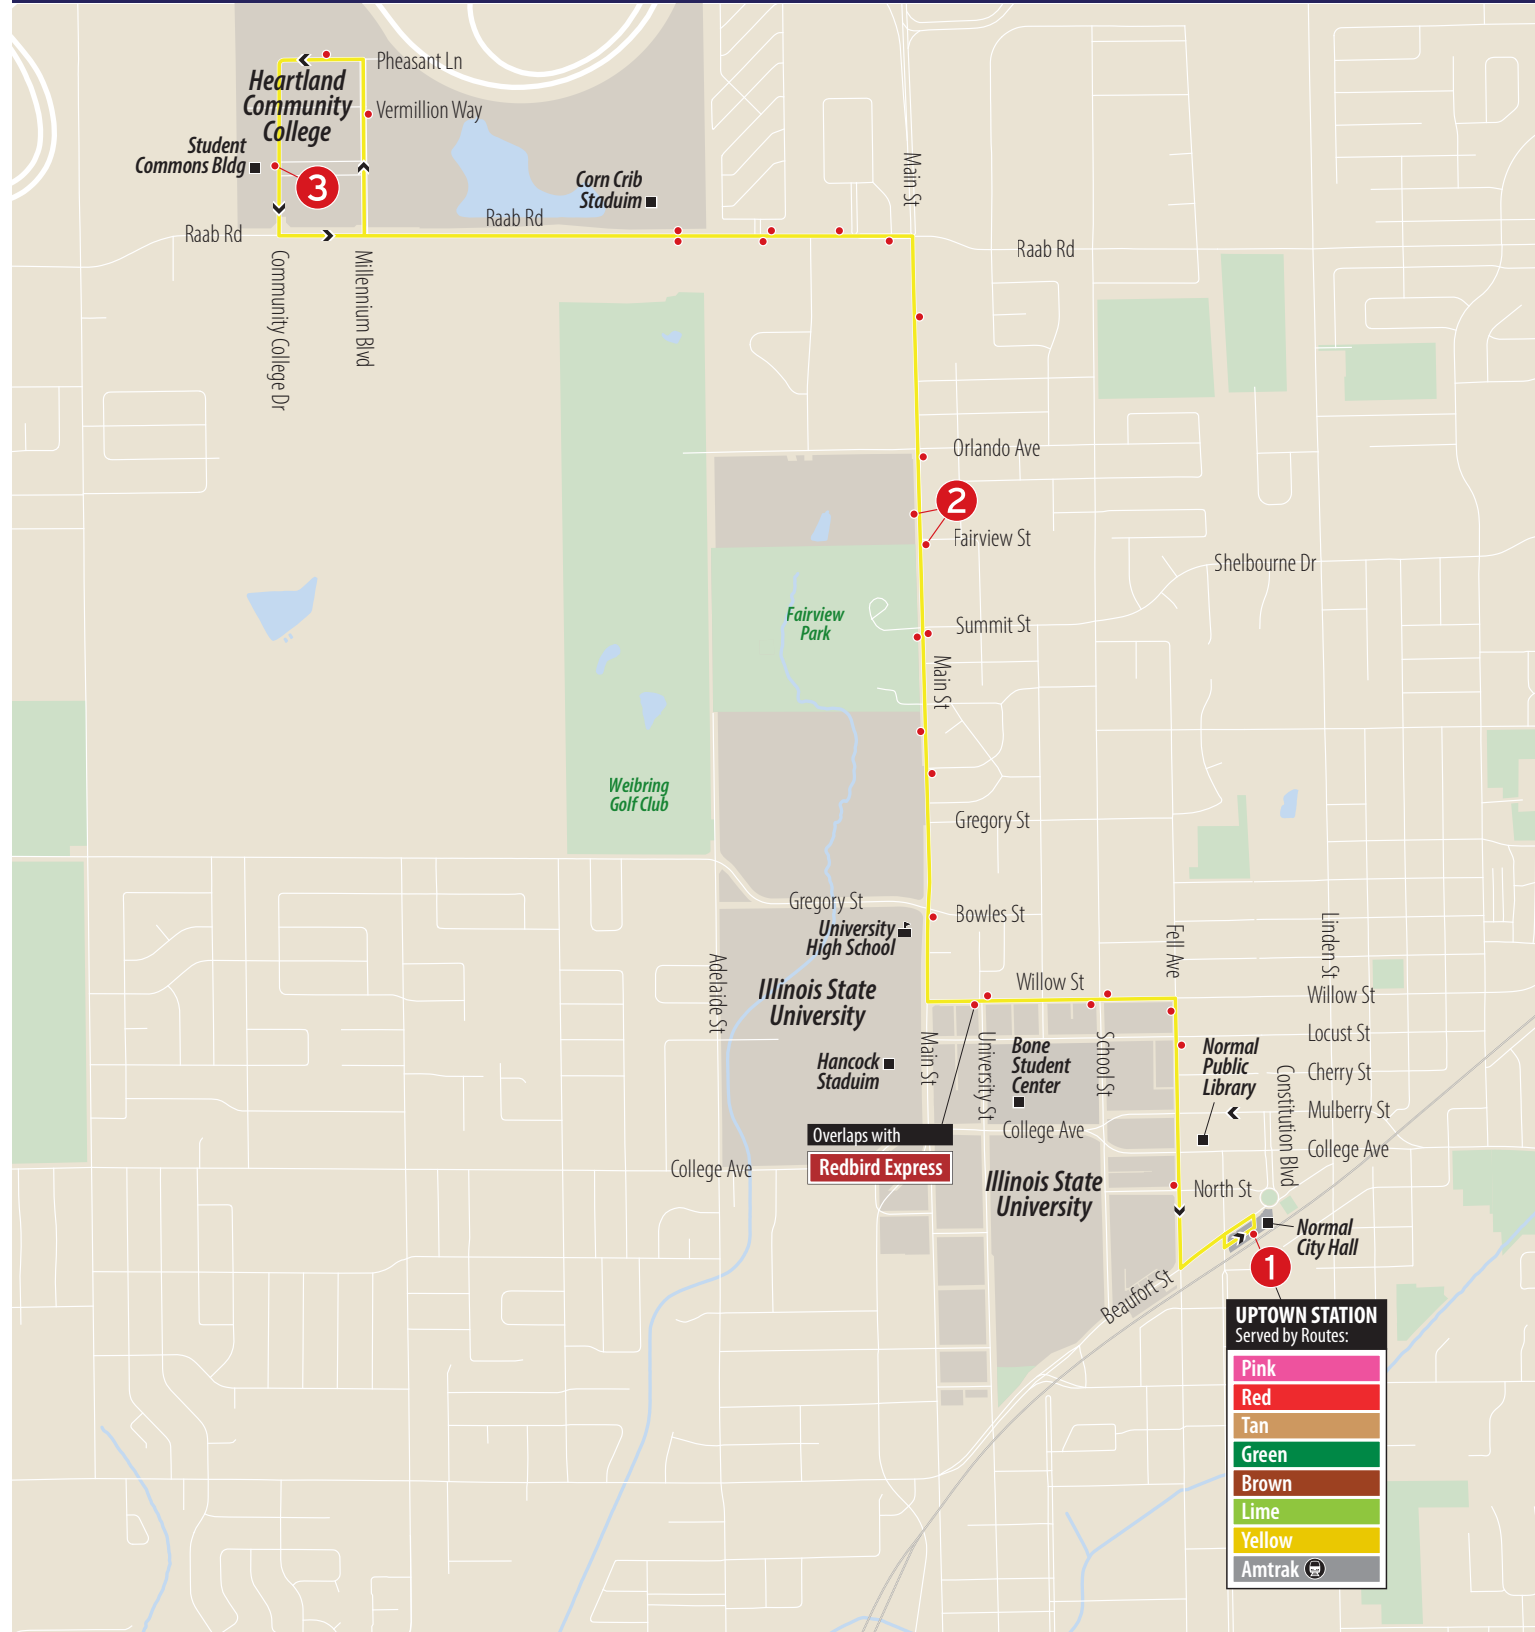 Pheasant Ln
Heartland
Community
College
Vermillion Way
Student
Commons Bldg
3
Corn Crib
Staduim
Main St
Raab Rd
Raab Rd
Raab Rd
Community College Dr
Millennium Blvd
Orlando Ave
2
Fairview St
Shelbourne Dr
Fairview
Park
Summit St
Main St
Weibring
Golf Club
Gregory St
Gregory St
Bowles St
University
High School
Fell Ave
Linden St
Adelaide St
Illinois State
University
Willow St
Willow St
Main St
University St
School St
Locust St
Hancock
Staduim
Bone
Student
Center
Normal
Public
Library
Constitution Blvd
Cherry St
Mulberry St
Overlaps with
Redbird Express
College Ave
College Ave
College Ave
Illinois State
University
North St
Normal
City Hall
1
Beaufort St
UPTOWN STATION
Served by Routes:
Pink
Red
Tan
Green
Brown
Lime
Yellow
Amtrak